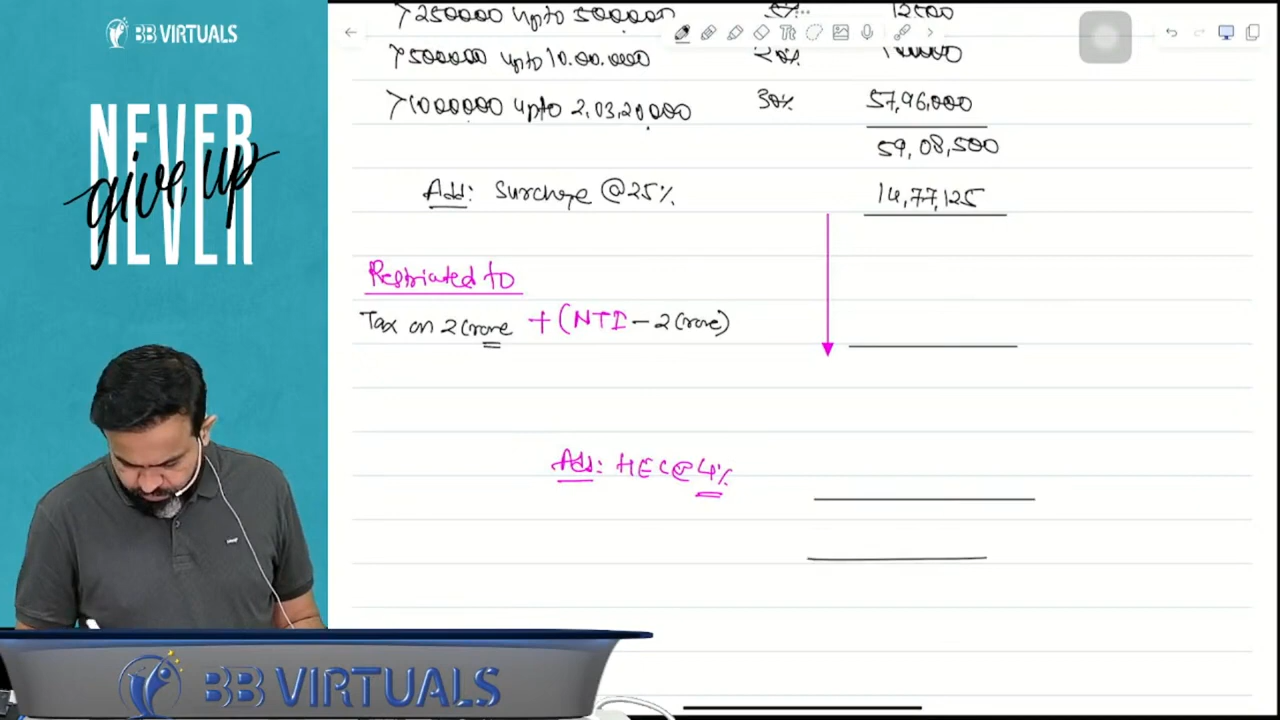 BB VIRTUALS
NEVER
give up
NEVER
>250000 upto 500000 5% 12500
>500000 upto 10.00.000 20%
>1000000 upto 2,03,20,000 30% 57,96,000
59,08,500
Add: Surcharge @25% 14,77,125
Restricted to
Tax on 2 Crore + (NTI - 2 Crore)
Add: HEC@4%
BB VIRTUALS